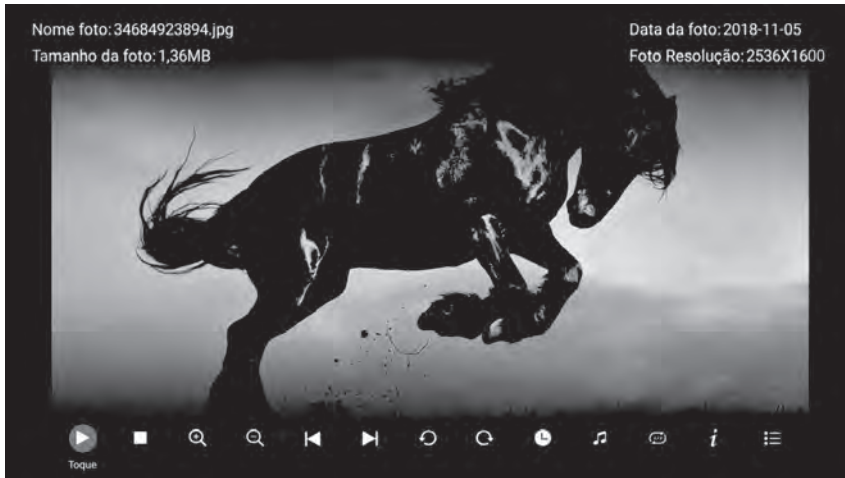 Nome foto: 34684923894.jpg
Data da foto: 2018-11-05
Tamanho da foto: 1,36MB
Foto Resolução: 2536X1600
Toque